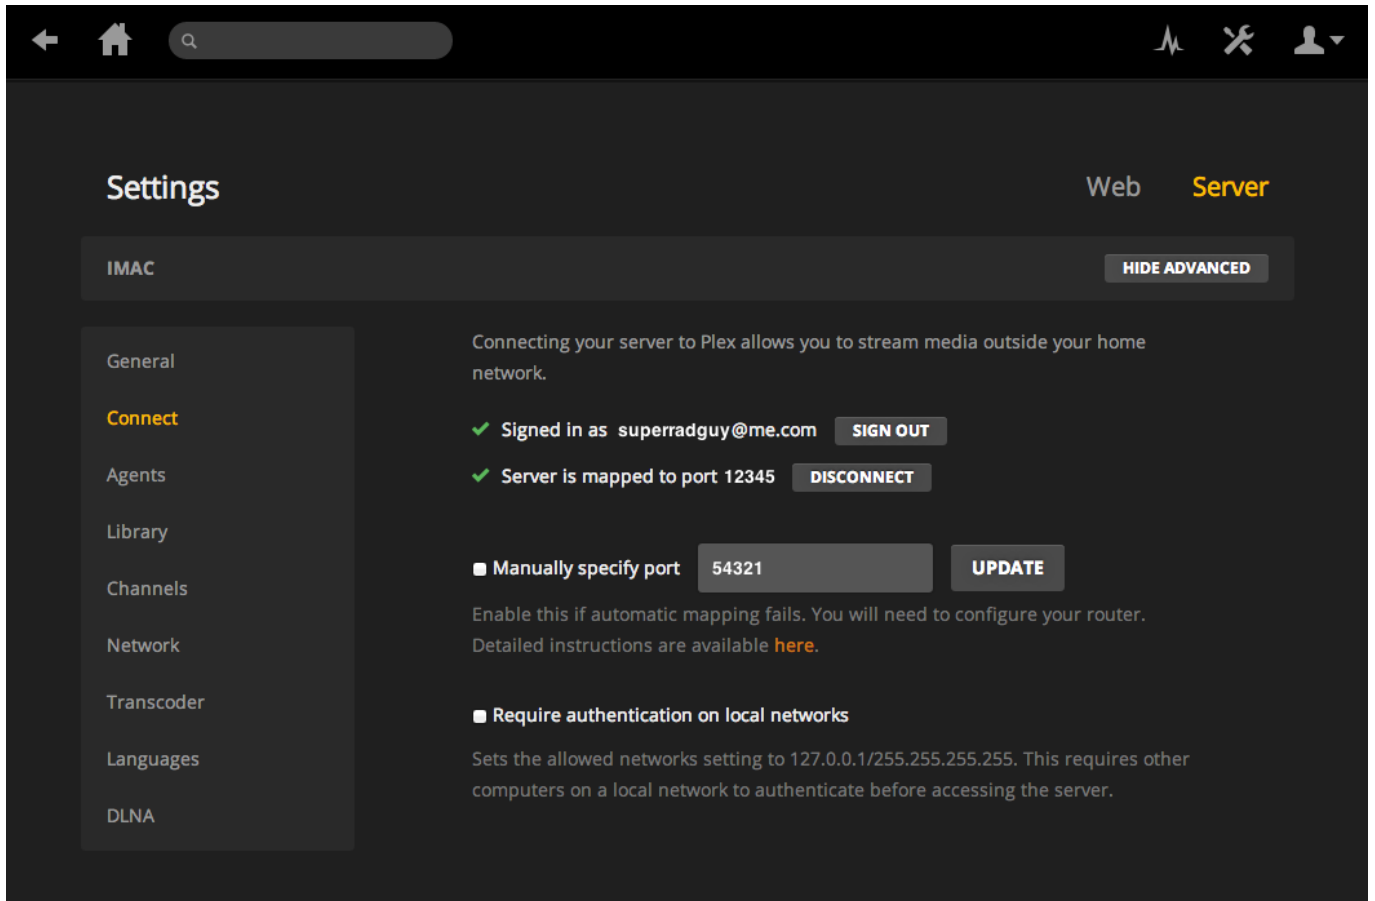 Settings
Web
Server
IMAC
HIDE ADVANCED
General
Connect
Agents
Library
Channels
Network
Transcoder
Languages
DLNA
Connecting your server to Plex allows you to stream media outside your home
network.
Signed in as superradguy@me.com SIGN OUT
Server is mapped to port 12345 DISCONNECT
Manually specify port 54321 UPDATE
Enable this if automatic mapping fails. You will need to configure your router.
Detailed instructions are available here.
Require authentication on local networks
Sets the allowed networks setting to 127.0.0.1/255.255.255.255. This requires other
computers on a local network to authenticate before accessing the server.